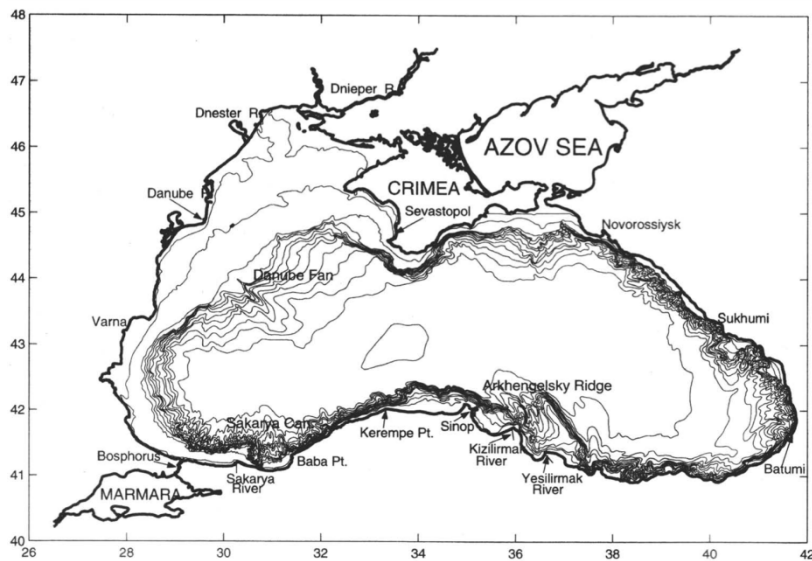 48
47
46
45
44
43
42
41
40
26
28
30
32
34
36
38
40
42
Dnieper R.
Dnester R.
AZOV SEA
CRIMEA
Danube
Sevastopol
Novorossiysk
Danube Fan
Varna
Sukhumi
Arkhengelsky Ridge
Sakarya Can.
Kerempe Pt.
Sinop
Kizilirmak
River
Bosphorus
Baba Pt.
Batumi
Sakarya
River
Yesilirmak
River
MARMARA